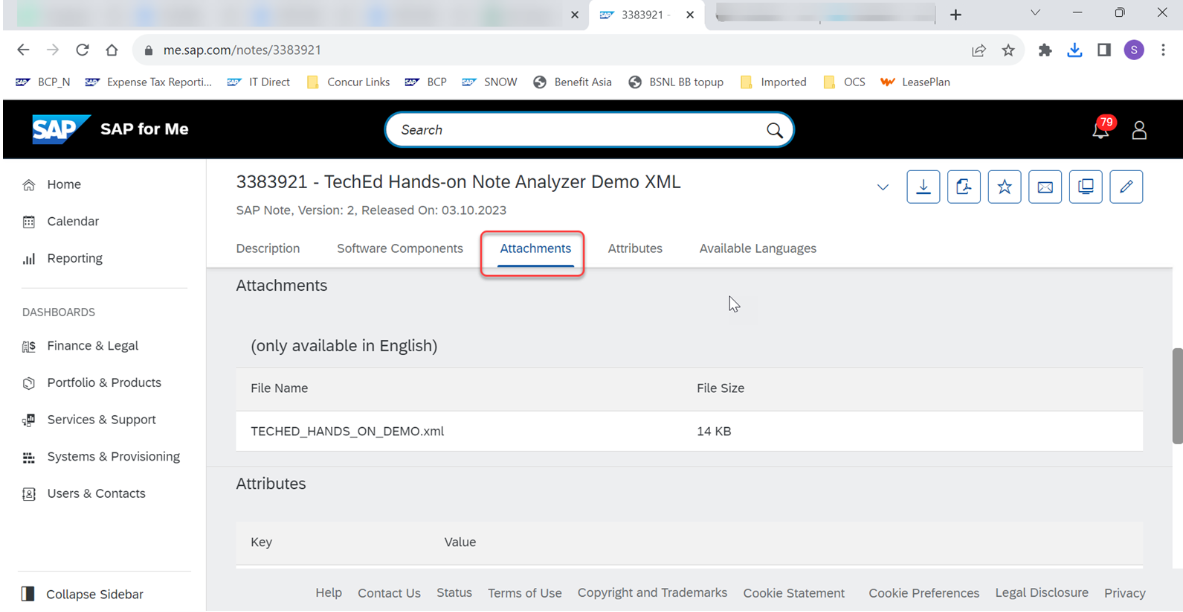 3383921 -
me.sap.com/notes/3383921
S
BCP_N
Expense Tax Reporti...
IT Direct
Concur Links
BCP
SNOW
Benefit Asia
BSNL BB topup
Imported
OCS
LeasePlan
SAP
SAP for Me
Search
79
Home
Calendar
Reporting
DASHBOARDS
Finance & Legal
Portfolio & Products
Services & Support
Systems & Provisioning
Users & Contacts
Collapse Sidebar
3383921 - TechEd Hands-on Note Analyzer Demo XML
SAP Note, Version: 2, Released On: 03.10.2023
Description
Software Components
Attachments
Attributes
Available Languages
Attachments
(only available in English)
File Name
File Size
TECHED_HANDS_ON_DEMO.xml
14 KB
Attributes
Key
Value
Help
Contact Us
Status
Terms of Use
Copyright and Trademarks
Cookie Statement
Cookie Preferences
Legal Disclosure
Privacy